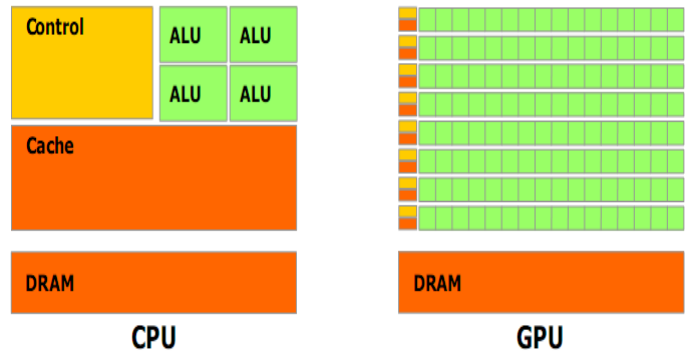 Control
ALU
ALU
ALU
ALU
Cache
DRAM
CPU
DRAM
GPU